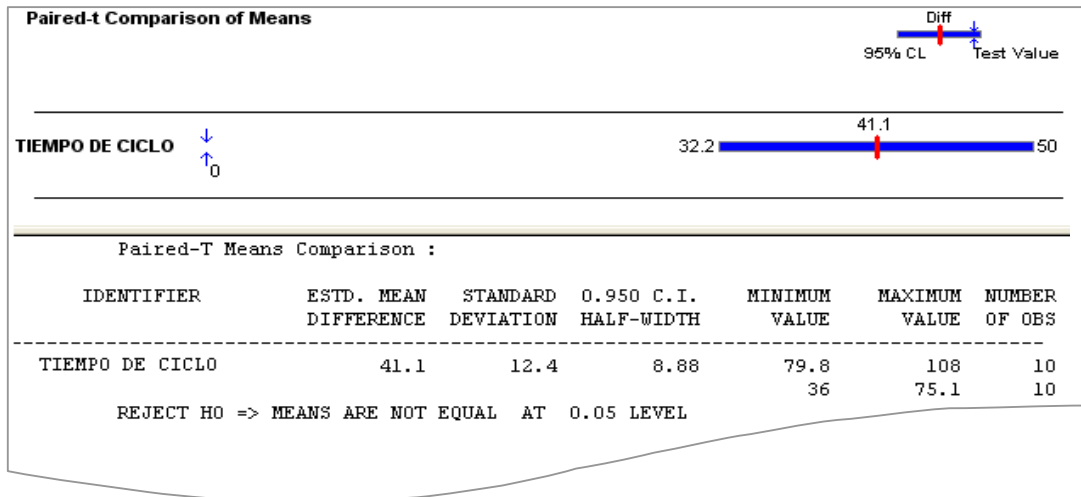 Paired-t Comparison of Means
Diff
95% CL Test Value
41.1
TIEMPO DE CICLO 32.2 50
0
Paired-T Means Comparison :
IDENTIFIER ESTD. MEAN STANDARD 0.950 C.I. MINIMUM MAXIMUM NUMBER
DIFFERENCE DEVIATION HALF-WIDTH VALUE VALUE OF OBS
TIEMPO DE CICLO 41.1 12.4 8.88 79.8 108 10
36 75.1 10
REJECT HO => MEANS ARE NOT EQUAL AT 0.05 LEVEL